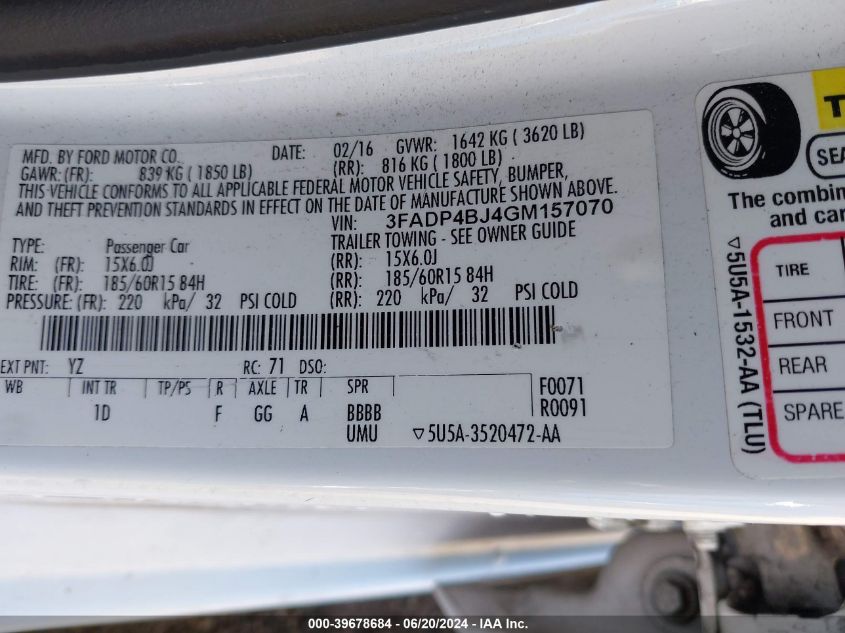 MFD. BY FORD MOTOR CO. DATE: 02/16 GVWR: 1642 KG ( 3620 LB)
GAWR: (FR): 839 KG ( 1850 LB) (RR): 816 KG ( 1800 LB)
THIS VEHICLE CONFORMS TO ALL APPLICABLE FEDERAL MOTOR VEHICLE SAFETY, BUMPER,
AND THEFT PREVENTION STANDARDS IN EFFECT ON THE DATE OF MANUFACTURE SHOWN ABOVE.
VIN: 3FADP4BJ4GM157070
TRAILER TOWING - SEE OWNER GUIDE
TYPE: Passenger Car
RIM: (FR): 15X6.0J (RR): 15X6.0J
TIRE: (FR): 185/60R15 84H (RR): 185/60R15 84H
PRESSURE: (FR): 220 kPa/ 32 PSI COLD (RR): 220 kPa/ 32 PSI COLD
EXT PNT: YZ RC: 71 DSO:
WB INT TR TP/PS R AXLE TR SPR F0071
1D F GG A BBBB R0091
UMU ▽5U5A-3520472-AA
The combin
and car
TIRE
FRONT
REAR
SPARE
▽5U5A-1532-AA (TLU)
000-39678684 - 06/20/2024 - IAA, Inc.